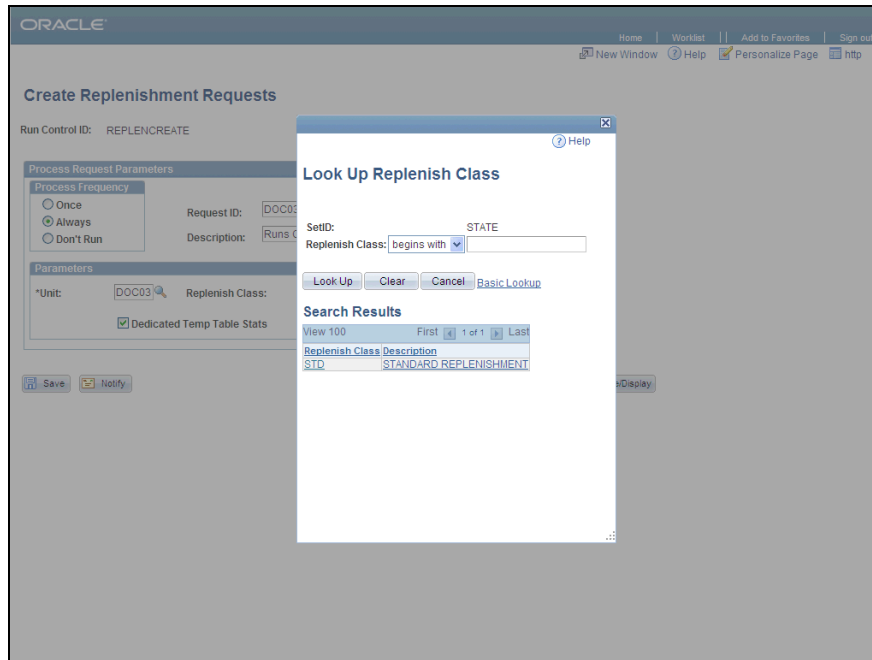 ORACLE
Home | Worklist || Add to Favorites | Sign out
New Window Help Personalize Page http
Create Replenishment Requests
Run Control ID: REPLENCREATE
Process Request Parameters
Process Frequency
Once
Always
Don't Run
Request ID: DOC03
Description: Runs
Parameters
*Unit: DOC03 Replenish Class:
Dedicated Temp Table Stats
Save Notify
/Display
Help
Look Up Replenish Class
SetID: STATE
Replenish Class: begins with
Look Up Clear Cancel Basic Lookup
Search Results
View 100 First 1 of 1 Last
Replenish Class Description
STD STANDARD REPLENISHMENT